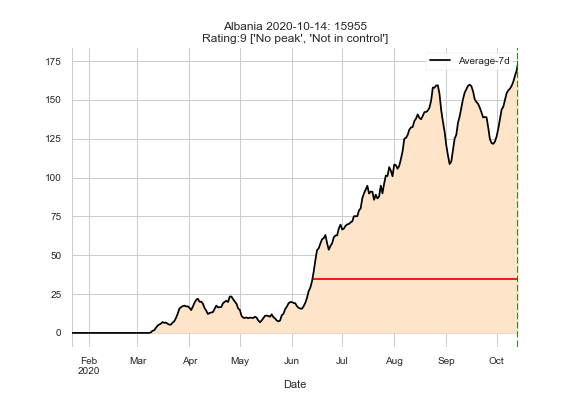 Albania 2020-10-14: 15955
Rating:9 ['No peak', 'Not in control']
Average-7d
175
150
125
100
75
50
25
0
Feb Mar Apr May Jun Jul Aug Sep Oct
2020
Date